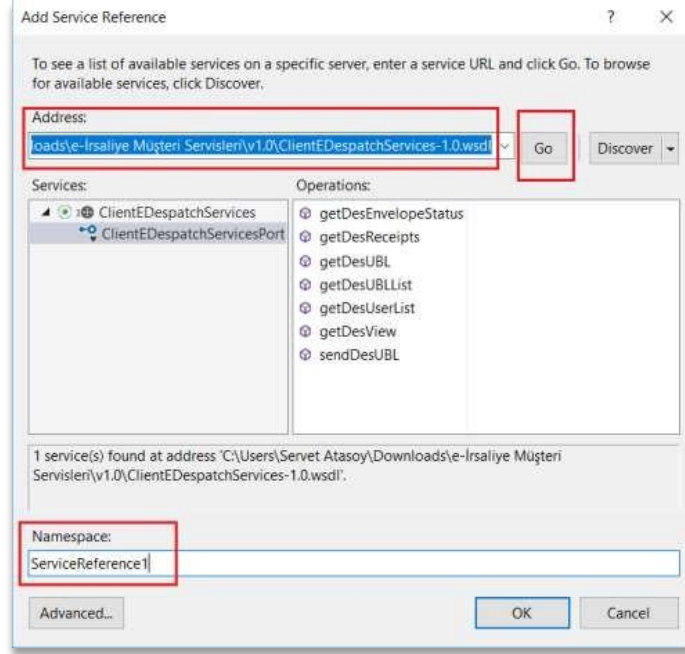 Add Service Reference
To see a list of available services on a specific server, enter a service URL and click Go. To browse
for available services, click Discover.
Address:
loads\e-İrsaliye Müşteri Servisleri\v1.0\ClientEDespatchServices-1.0.wsdl
Go
Discover
Services:
Operations:
ClientEDespatchServices
ClientEDespatchServicesPort
getDesEnvelopeStatus
getDesReceipts
getDesUBL
getDesUBLList
getDesUserList
getDesView
sendDesUBL
1 service(s) found at address 'C:\Users\Servet Atasoy\Downloads\e-İrsaliye Müşteri
Servisleri\v1.0\ClientEDespatchServices-1.0.wsdl'.
Namespace:
ServiceReference1
Advanced...
OK
Cancel